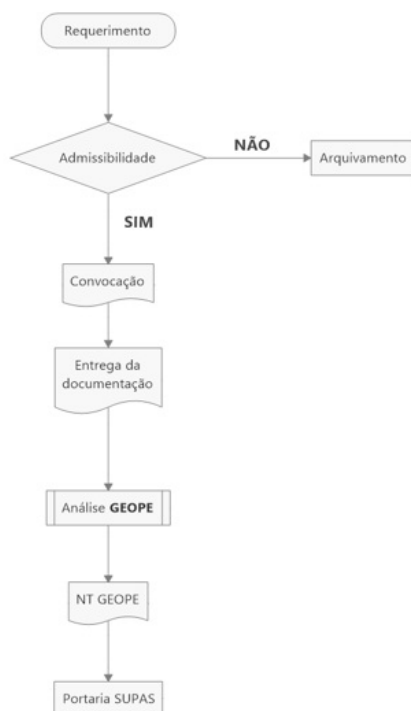 Requerimento
Admissibilidade
NÃO
Arquivamento
SIM
Convocação
Entrega da
documentação
Análise GEOPE
NT GEOPE
Portaria SUPAS